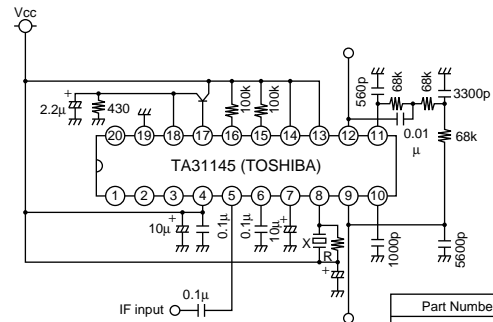 Vcc
2.2μ
+
430
100k
100k
560p
68k
68k
3300p
0.01
μ
68k
20 19 18 17 16 15 14 13 12 11
TA31145 (TOSHIBA)
1 2 3 4 5 6 7 8 9 10
10μ
+
0.1μ
0.1μ
10μ
+
X
R
+
1000p
5600p
IF input
0.1μ
Part Numbe